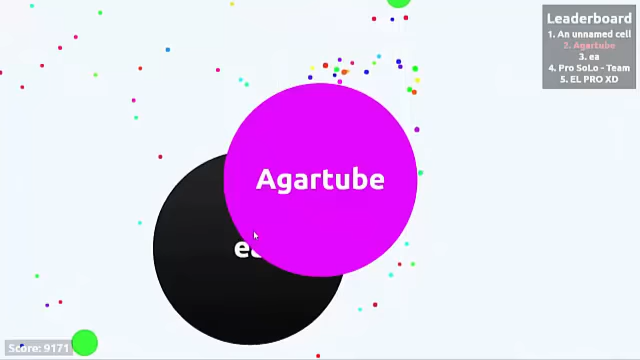 Leaderboard
1. An unnamed cell
2. Agartube
3. ea
4. Pro SoLo - Team
5. EL PRO XD
Agartube
Score: 9171